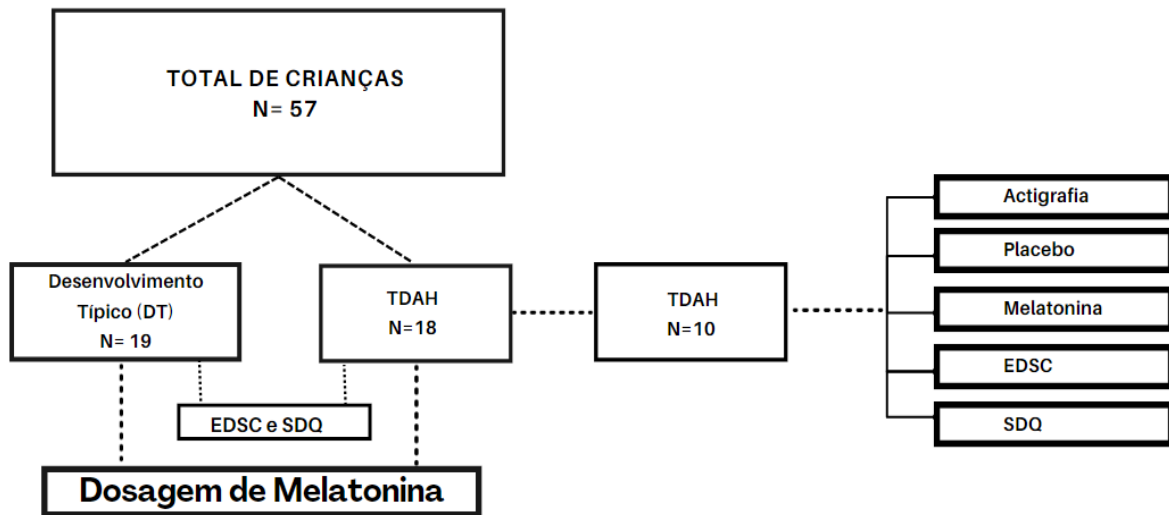 TOTAL DE CRIANÇAS
N= 57
Desenvolvimento
Típico (DT)
N= 19
TDAH
N=18
TDAH
N=10
Actigrafia
Placebo
Melatonina
EDSC
SDQ
EDSC e SDQ
Dosagem de Melatonina